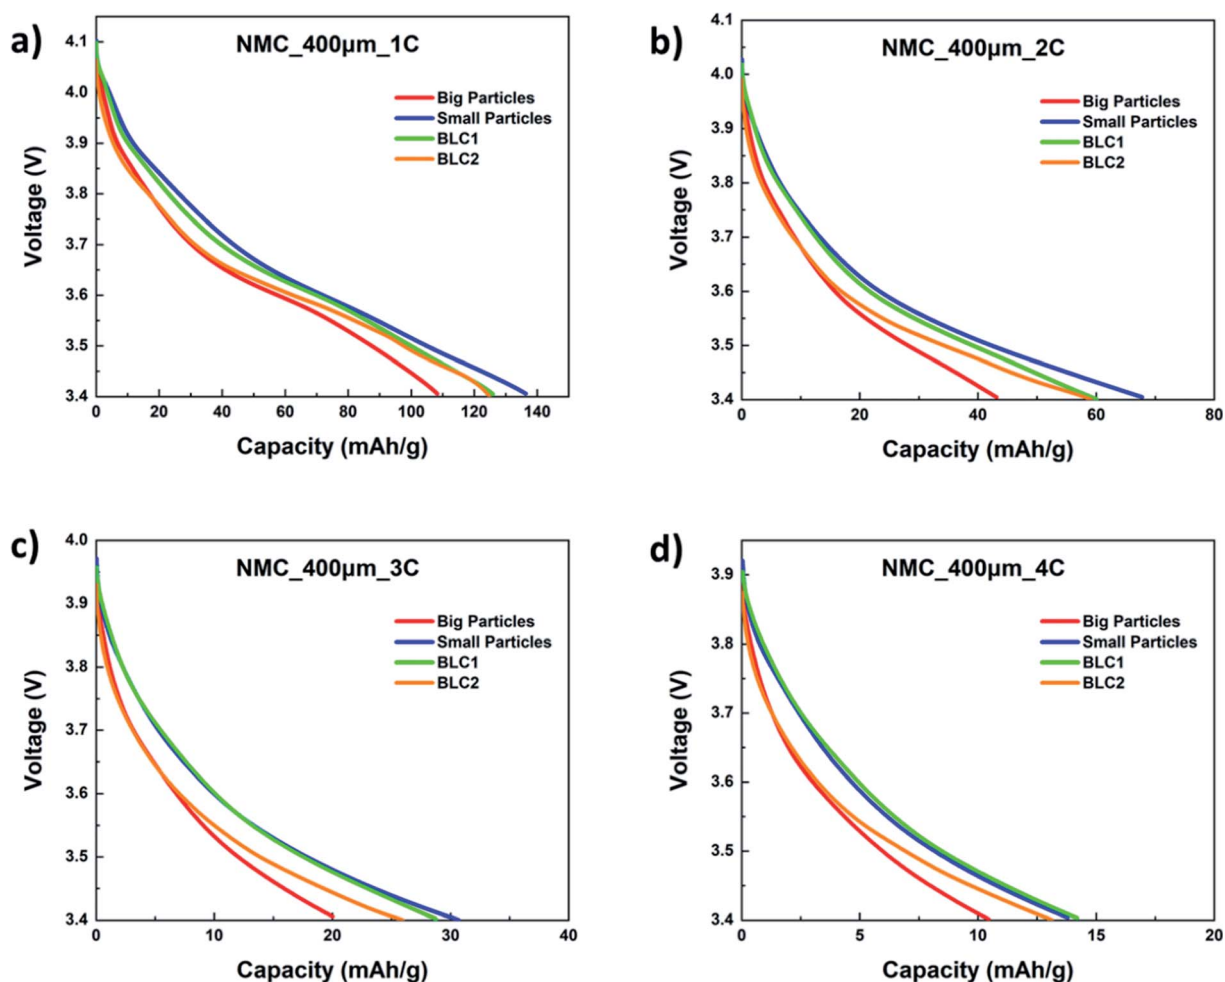 a)
NMC_400µm_1C
Big Particles
Small Particles
BLC1
BLC2
Voltage (V)
4.1
4.0
3.9
3.8
3.7
3.6
3.5
3.4
0 20 40 60 80 100 120 140
Capacity (mAh/g)
b)
NMC_400µm_2C
Big Particles
Small Particles
BLC1
BLC2
Voltage (V)
4.1
4.0
3.9
3.8
3.7
3.6
3.5
3.4
0 20 40 60 80
Capacity (mAh/g)
c)
NMC_400µm_3C
Big Particles
Small Particles
BLC1
BLC2
Voltage (V)
4.0
3.9
3.8
3.7
3.6
3.5
3.4
0 10 20 30 40
Capacity (mAh/g)
d)
NMC_400µm_4C
Big Particles
Small Particles
BLC1
BLC2
Voltage (V)
3.9
3.8
3.7
3.6
3.5
3.4
0 5 10 15 20
Capacity (mAh/g)